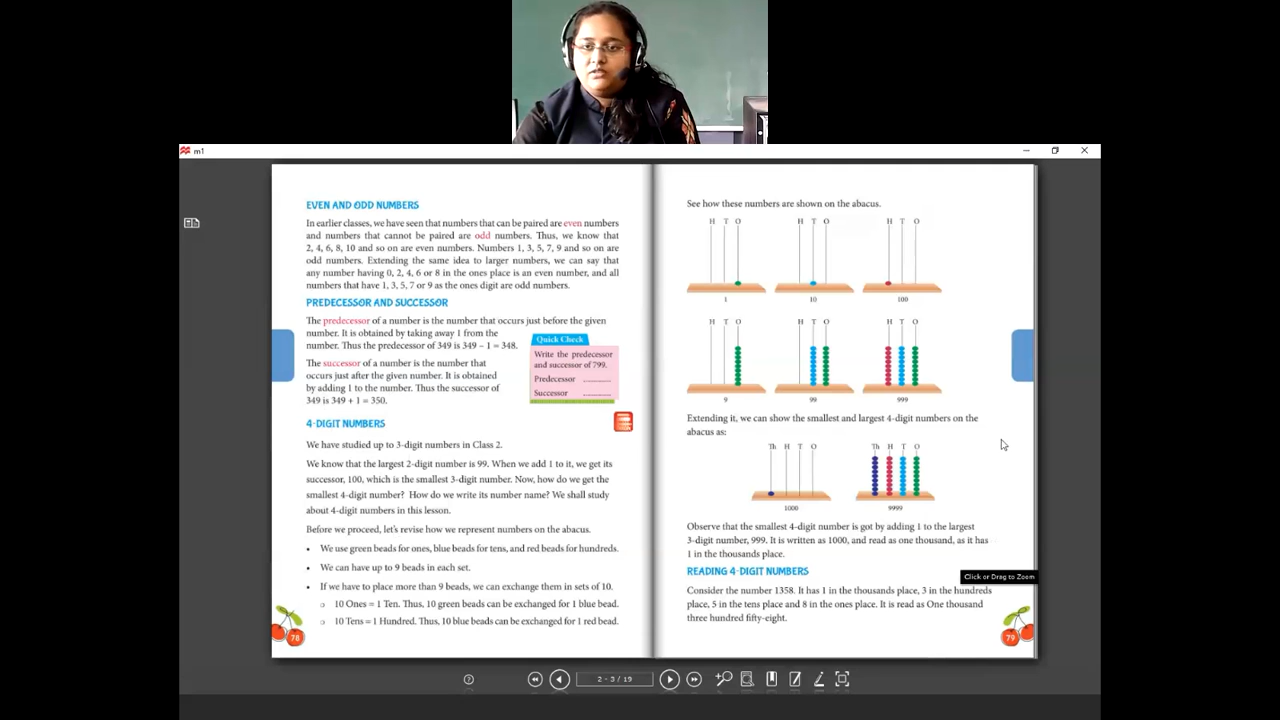 m1
EVEN AND ODD NUMBERS
In earlier classes, we have seen that numbers that can be paired are even numbers
and numbers that cannot be paired are odd numbers. Thus, we know that
2, 4, 6, 8, 10 and so on are even numbers. Numbers 1, 3, 5, 7, 9 and so on are
odd numbers. Extending the same idea to larger numbers, we can say that
any number having 0, 2, 4, 6 or 8 in the ones place is an even number, and all
numbers that have 1, 3, 5, 7 or 9 as the ones digit are odd numbers.
PREDECESSOR AND SUCCESSOR
The predecessor of a number is the number that occurs just before the given
number. It is obtained by taking away 1 from the
number. Thus the predecessor of 349 is 349 – 1 = 348.
The successor of a number is the number that
occurs just after the given number. It is obtained
by adding 1 to the number. Thus the successor of
349 is 349 + 1 = 350.
Quick Check
Write the predecessor
and successor of 799.
Predecessor ________
Successor ________
4-DIGIT NUMBERS
We have studied up to 3-digit numbers in Class 2.
We know that the largest 2-digit number is 99. When we add 1 to it, we get its
successor, 100, which is the smallest 3-digit number. Now, how do we get the
smallest 4-digit number? How do we write its number name? We shall study
about 4-digit numbers in this lesson.
Before we proceed, let's revise how we represent numbers on the abacus.
• We use green beads for ones, blue beads for tens, and red beads for hundreds.
• We can have up to 9 beads in each set.
• If we have to place more than 9 beads, we can exchange them in sets of 10.
○ 10 Ones = 1 Ten. Thus, 10 green beads can be exchanged for 1 blue bead.
○ 10 Tens = 1 Hundred. Thus, 10 blue beads can be exchanged for 1 red bead.
78
See how these numbers are shown on the abacus.
H T O H T O H T O
1 10 100
H T O H T O H T O
9 99 999
Extending it, we can show the smallest and largest 4-digit numbers on the
abacus as:
Th H T O Th H T O
1000 9999
Observe that the smallest 4-digit number is got by adding 1 to the largest
3-digit number, 999. It is written as 1000, and read as one thousand, as it has
1 in the thousands place.
READING 4-DIGIT NUMBERS
Click or Drag to Zoom
Consider the number 1358. It has 1 in the thousands place, 3 in the hundreds
place, 5 in the tens place and 8 in the ones place. It is read as One thousand
three hundred fifty-eight.
79
2 - 3 / 19